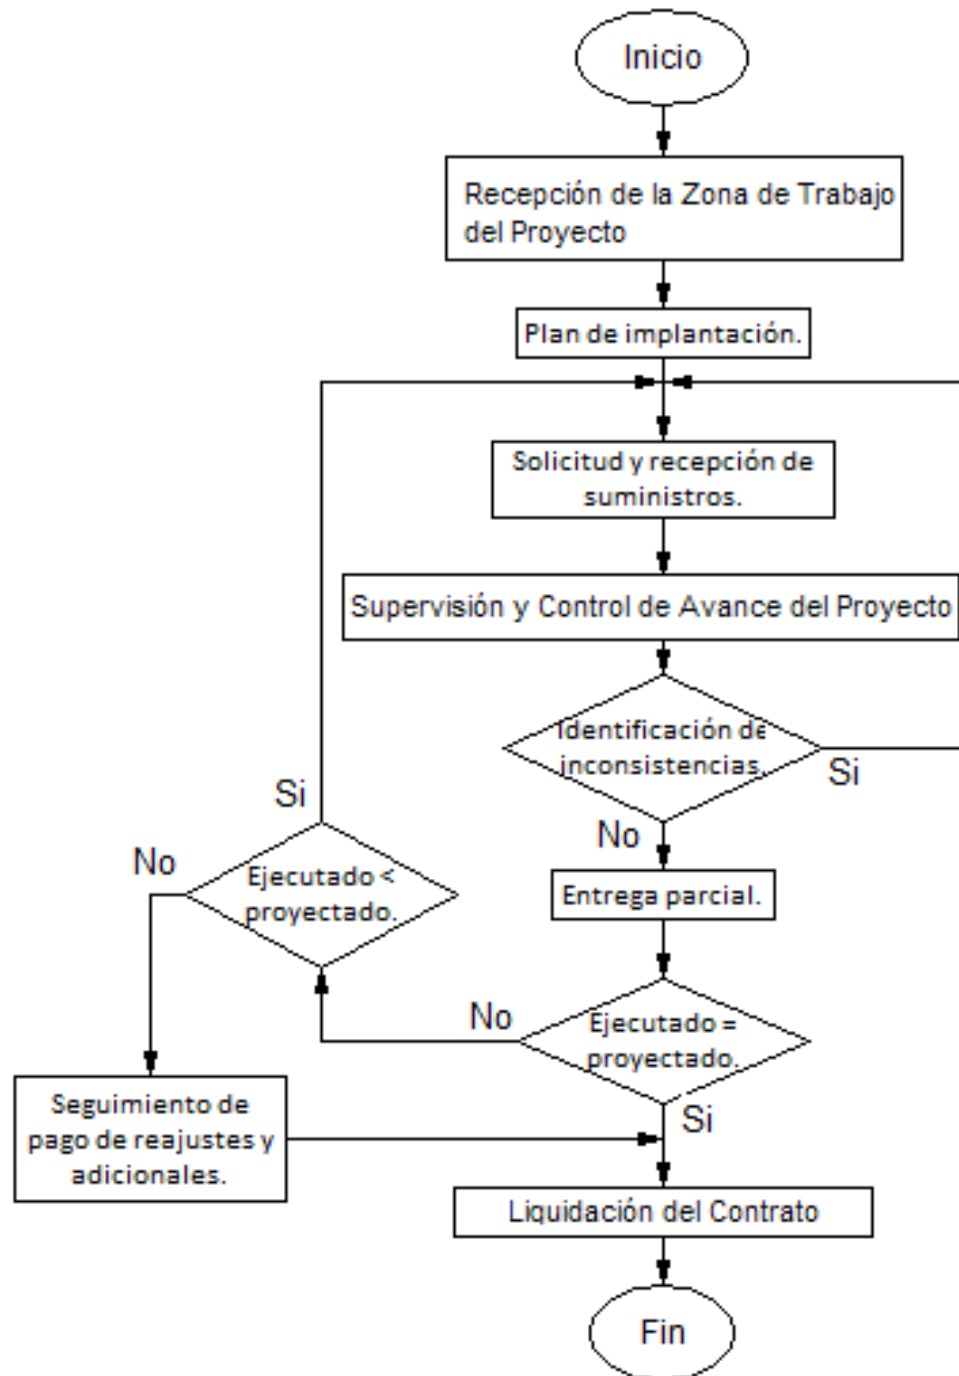 Inicio
Recepción de la Zona de Trabajo
del Proyecto
Plan de implantación.
Solicitud y recepción de
suministros.
Supervisión y Control de Avance del Proyecto
Identificación de
inconsistencias.
Si
No
Entrega parcial.
Si
No
Ejecutado <
proyectado.
No
Ejecutado =
proyectado.
Si
Seguimiento de
pago de reajustes y
adicionales.
Liquidación del Contrato
Fin